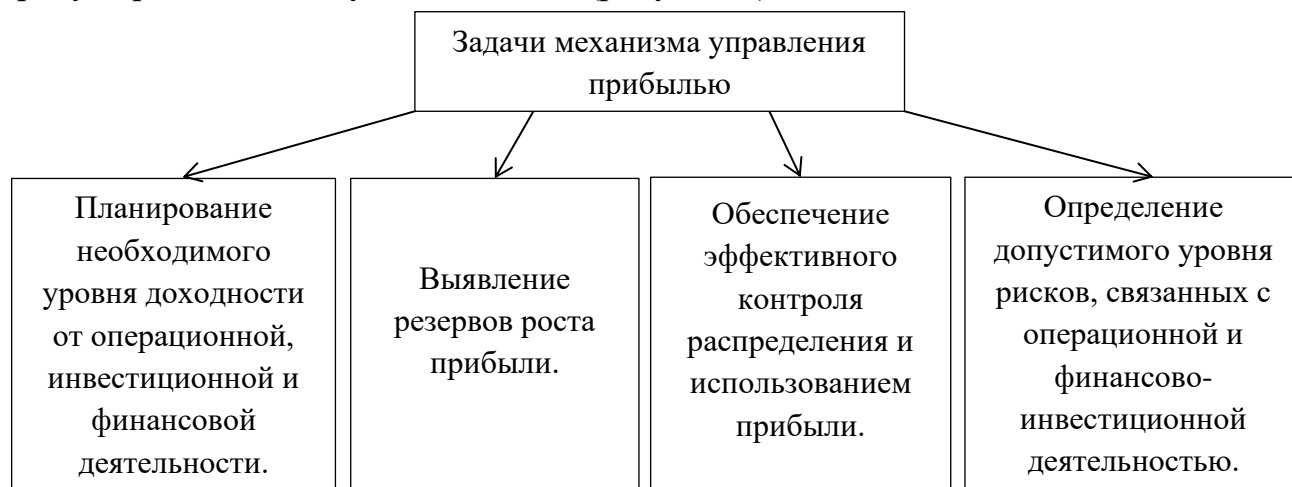 Задачи механизма управления
прибылью
Планирование
необходимого
уровня доходности
от операционной,
инвестиционной и
финансовой
деятельности.
Выявление
резервов роста
прибыли.
Обеспечение
эффективного
контроля
распределения и
использованием
прибыли.
Определение
допустимого уровня
рисков, связанных с
операционной и
финансово-
инвестиционной
деятельностью.